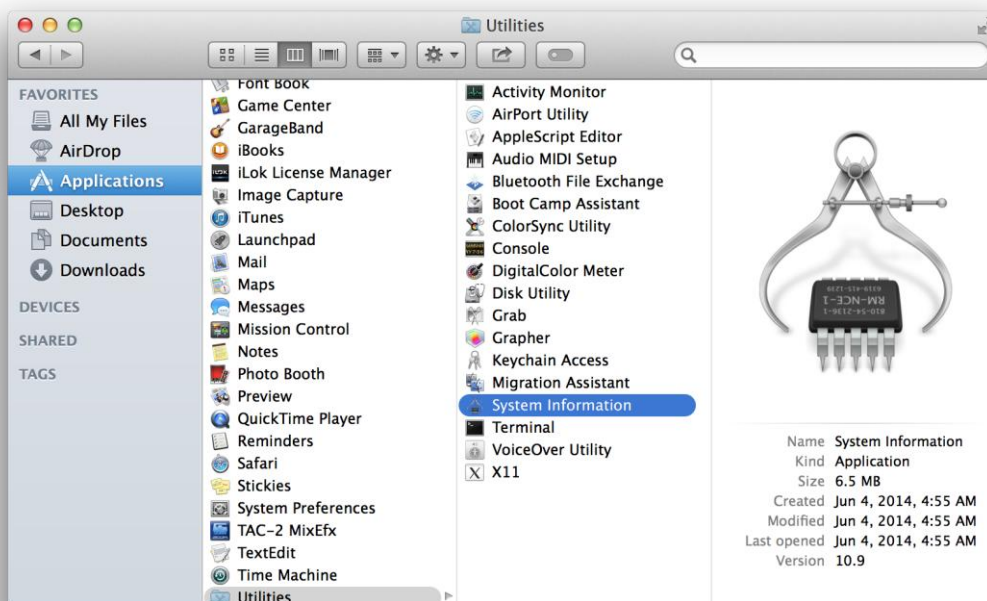 Utilities
FAVORITES
All My Files
AirDrop
Applications
Desktop
Documents
Downloads
DEVICES
SHARED
TAGS
Font Book
Game Center
GarageBand
iBooks
iLok License Manager
Image Capture
iTunes
Launchpad
Mail
Maps
Messages
Mission Control
Notes
Photo Booth
Preview
QuickTime Player
Reminders
Safari
Stickies
System Preferences
TAC-2 MixEfx
TextEdit
Time Machine
Utilities
Activity Monitor
AirPort Utility
AppleScript Editor
Audio MIDI Setup
Bluetooth File Exchange
Boot Camp Assistant
ColorSync Utility
Console
DigitalColor Meter
Disk Utility
Grab
Grapher
Keychain Access
Migration Assistant
System Information
Terminal
VoiceOver Utility
X11
810-54-2136-1
RM-NCE-1
Name System Information
Kind Application
Size 6.5 MB
Created Jun 4, 2014, 4:55 AM
Modified Jun 4, 2014, 4:55 AM
Last opened Jun 4, 2014, 4:55 AM
Version 10.9